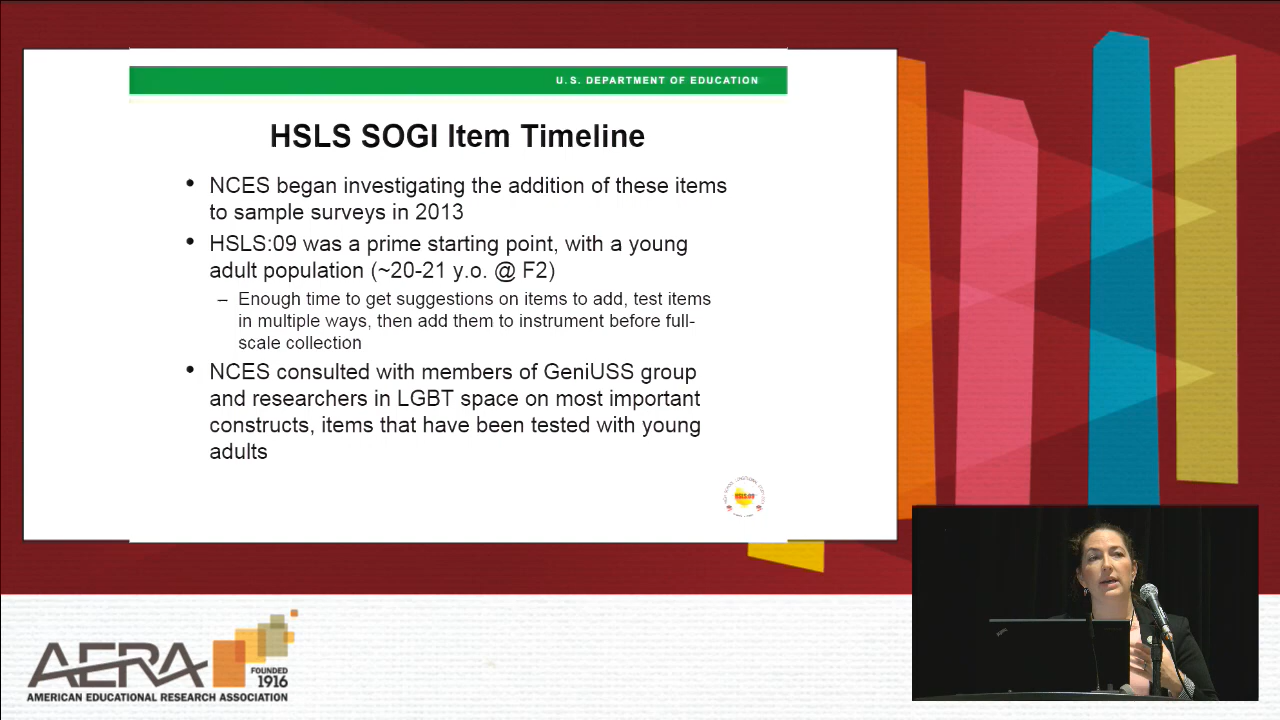 U.S. DEPARTMENT OF EDUCATION
HSLS SOGI Item Timeline
• NCES began investigating the addition of these items
to sample surveys in 2013
• HSLS:09 was a prime starting point, with a young
adult population (~20-21 y.o. @ F2)
– Enough time to get suggestions on items to add, test items
in multiple ways, then add them to instrument before full-
scale collection
• NCES consulted with members of GenIUSS group
and researchers in LGBT space on most important
constructs, items that have been tested with young
adults
HSLS:09
AERA
FOUNDED
1916
AMERICAN EDUCATIONAL RESEARCH ASSOCIATION